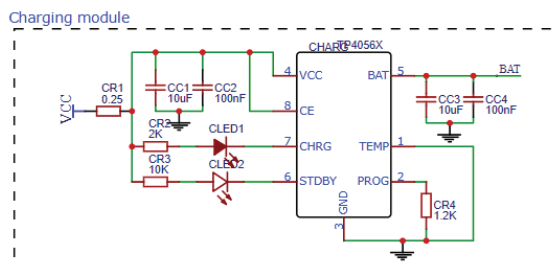 Charging module
CHARG TP4056X
CR1
0.25
VCC
CC1
10uF
CC2
100nF
CR2
2K
CLED1
CR3
10K
CLED2
4 VCC
8 CE
7 CHRG
6 STDBY
BAT 5
TEMP 1
PROG 2
GND
3
BAT
CC3
10uF
CC4
100nF
CR4
1.2K